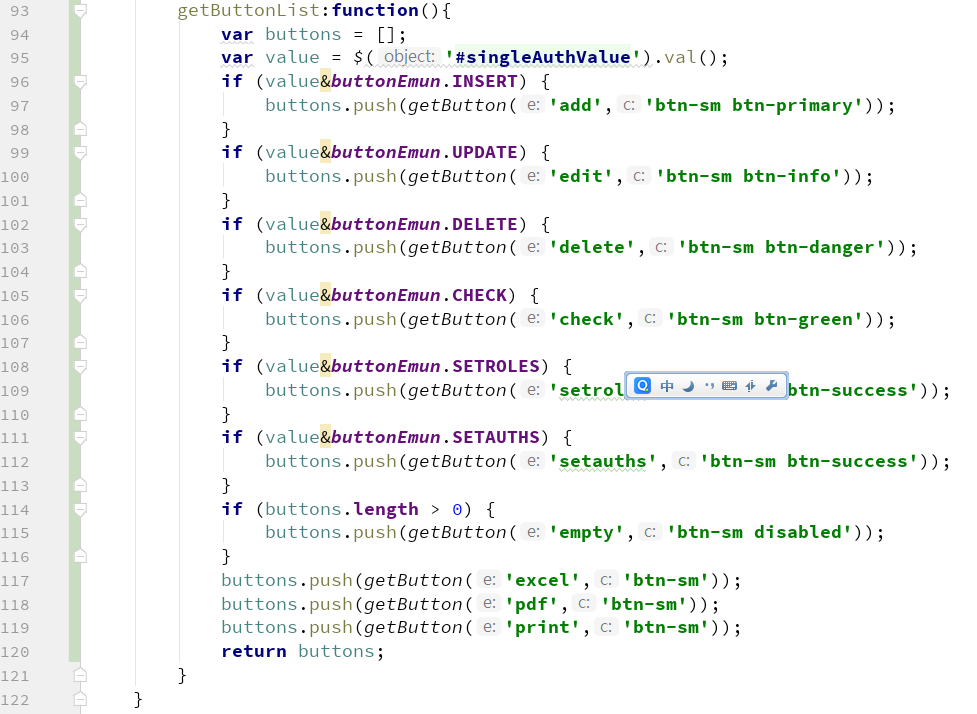 93 getButtonList:function(){
94 var buttons = [];
95 var value = $( object: '#singleAuthValue').val();
96 if (value&buttonEmun.INSERT) {
97 buttons.push(getButton( e: 'add', c: 'btn-sm btn-primary'));
98 }
99 if (value&buttonEmun.UPDATE) {
100 buttons.push(getButton( e: 'edit', c: 'btn-sm btn-info'));
101 }
102 if (value&buttonEmun.DELETE) {
103 buttons.push(getButton( e: 'delete', c: 'btn-sm btn-danger'));
104 }
105 if (value&buttonEmun.CHECK) {
106 buttons.push(getButton( e: 'check', c: 'btn-sm btn-green'));
107 }
108 if (value&buttonEmun.SETROLES) {
109 buttons.push(getButton( e: 'setrol 中 btn-success'));
110 }
111 if (value&buttonEmun.SETAUTHS) {
112 buttons.push(getButton( e: 'setauths', c: 'btn-sm btn-success'));
113 }
114 if (buttons.length > 0) {
115 buttons.push(getButton( e: 'empty', c: 'btn-sm disabled'));
116 }
117 buttons.push(getButton( e: 'excel', c: 'btn-sm'));
118 buttons.push(getButton( e: 'pdf', c: 'btn-sm'));
119 buttons.push(getButton( e: 'print', c: 'btn-sm'));
120 return buttons;
121 }
122 }